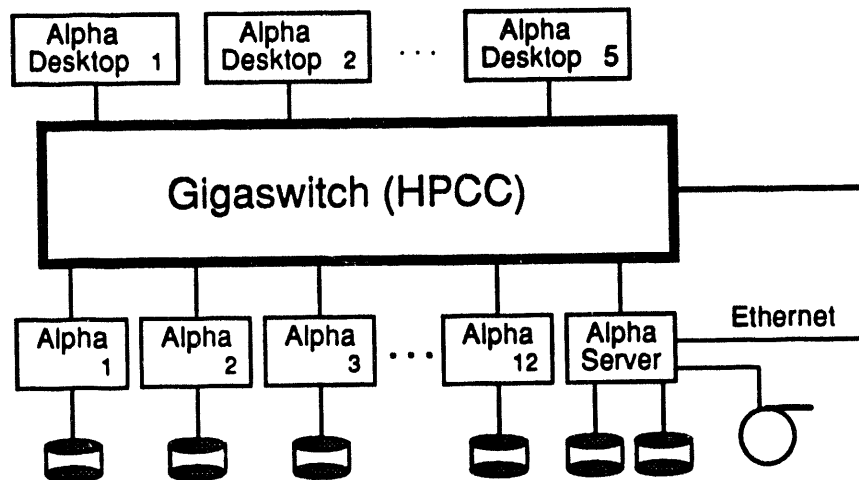 Alpha
Desktop 1
Alpha
Desktop 2
...
Alpha
Desktop 5
Gigaswitch (HPCC)
Alpha
1
Alpha
2
Alpha
3
...
Alpha
12
Alpha
Server
Ethernet